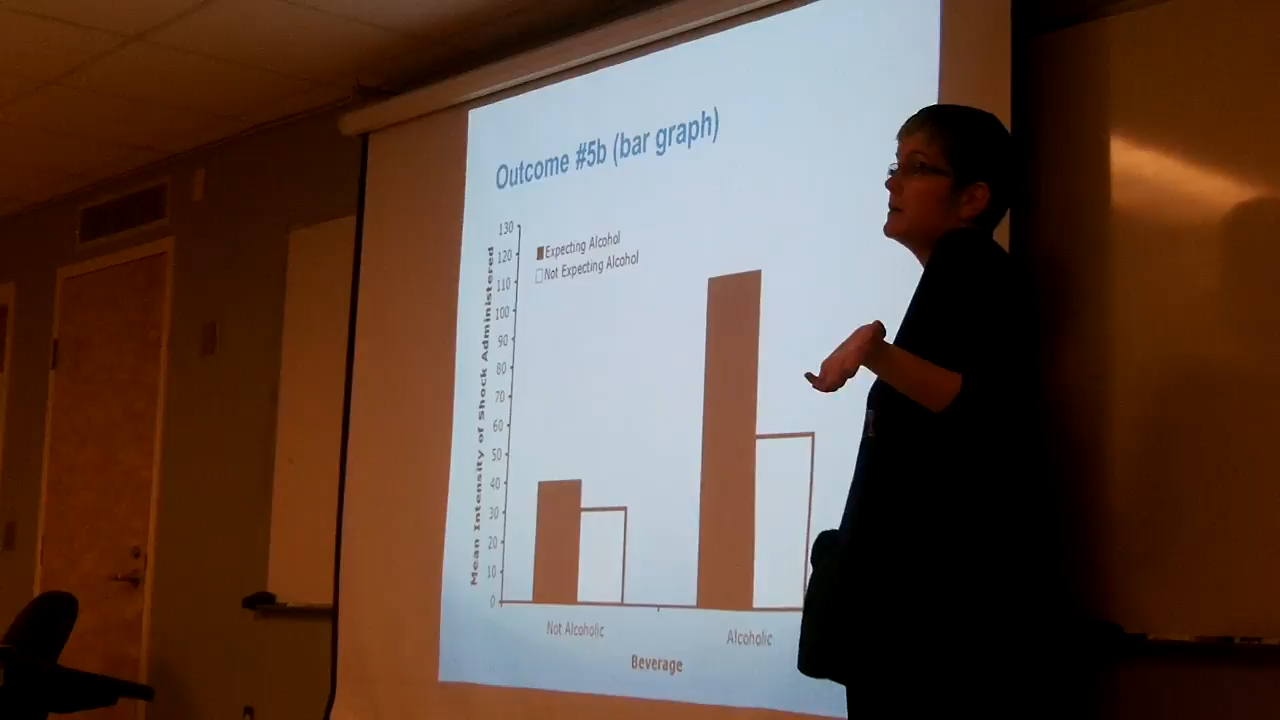 Outcome #5b (bar graph)
Mean Intensity of Shock Administered
130
120
110
100
90
80
70
60
50
40
30
20
10
0
Expecting Alcohol
Not Expecting Alcohol
Not Alcoholic
Alcoholic
Beverage